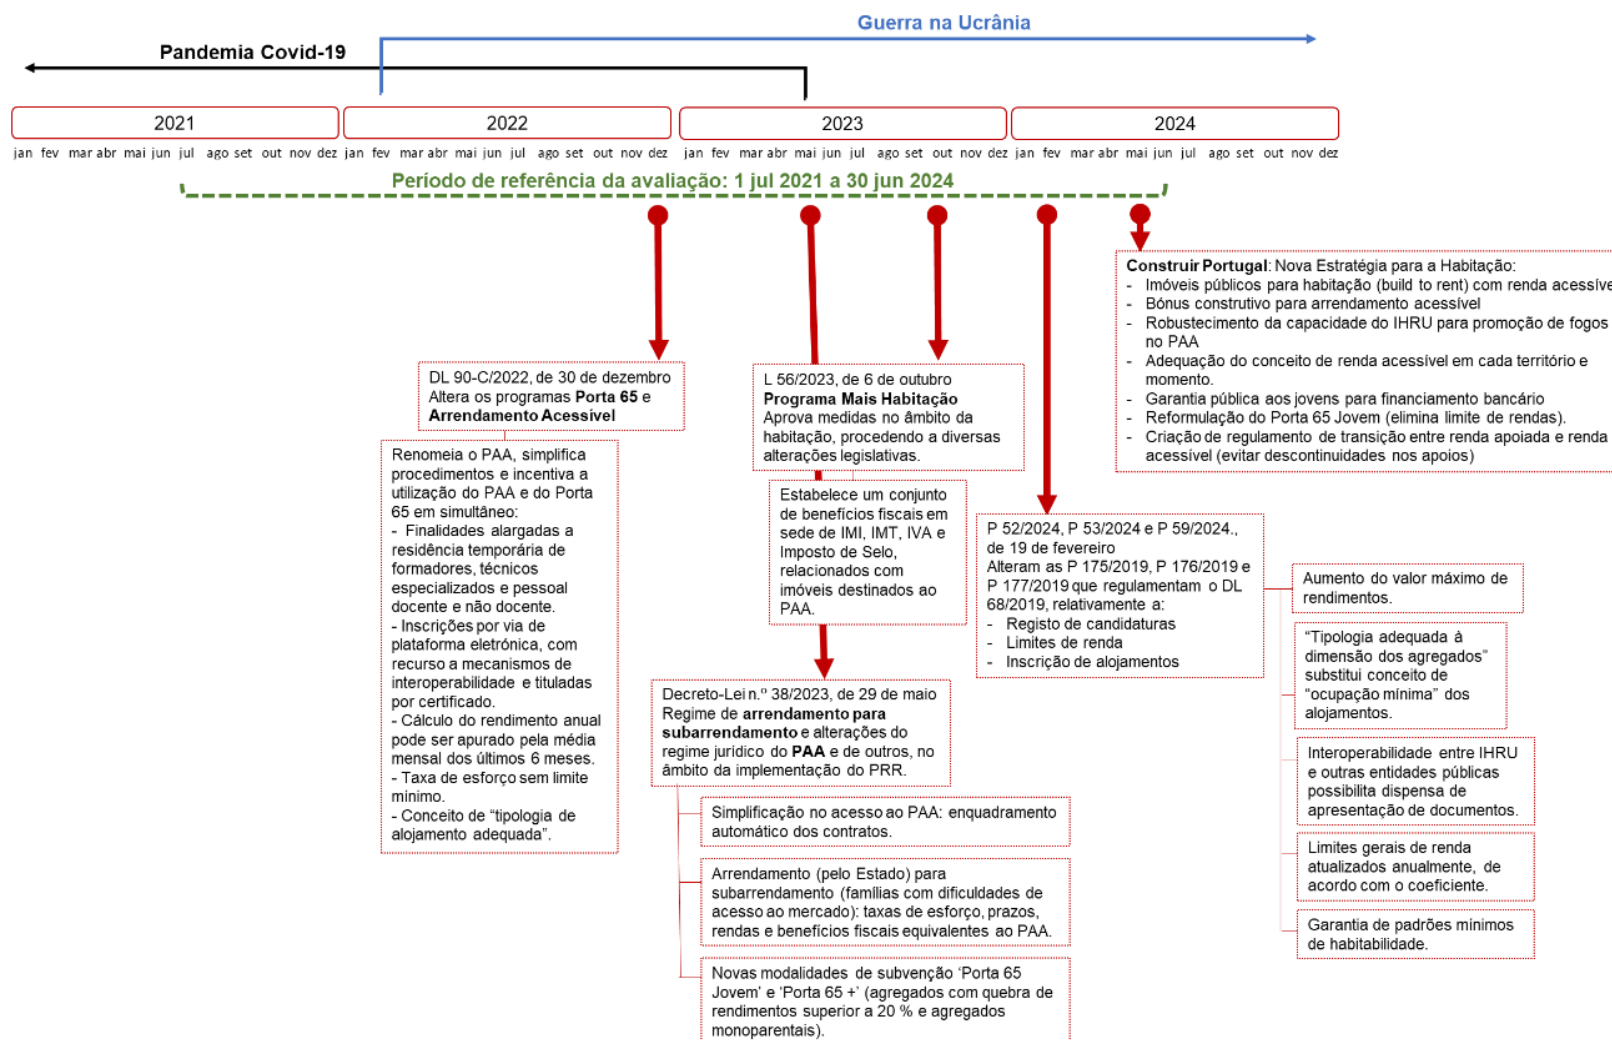 Guerra na Ucrânia
Pandemia Covid-19
2021
2022
2023
2024
jan fev mar abr mai jun jul ago set out nov dez jan fev mar abr mai jun jul ago set out nov dez jan fev mar abr mai jun jul ago set out nov dez jan fev mar abr mai jun jul ago set out nov dez
Período de referência da avaliação: 1 jul 2021 a 30 jun 2024
DL 90-C/2022, de 30 de dezembro
Altera os programas Porta 65 e
Arrendamento Acessível
Renomeia o PAA, simplifica
procedimentos e incentiva a
utilização do PAA e do Porta
65 em simultâneo:
- Finalidades alargadas a
residência temporária de
formadores, técnicos
especializados e pessoal
docente e não docente.
- Inscrições por via de
plataforma eletrónica, com
recurso a mecanismos de
interoperabilidade e tituladas
por certificado.
- Cálculo do rendimento anual
pode ser apurado pela média
mensal dos últimos 6 meses.
- Taxa de esforço sem limite
mínimo.
- Conceito de “tipologia de
alojamento adequada”.
L 56/2023, de 6 de outubro
Programa Mais Habitação
Aprova medidas no âmbito da
habitação, procedendo a diversas
alterações legislativas.
Estabelece um conjunto
de benefícios fiscais em
sede de IMI, IMT, IVA e
Imposto de Selo,
relacionados com
imóveis destinados ao
PAA.
Decreto-Lei n.º 38/2023, de 29 de maio
Regime de arrendamento para
subarrendamento e alterações do
regime jurídico do PAA e de outros, no
âmbito da implementação do PRR.
Simplificação no acesso ao PAA: enquadramento
automático dos contratos.
Arrendamento (pelo Estado) para
subarrendamento (famílias com dificuldades de
acesso ao mercado): taxas de esforço, prazos,
rendas e benefícios fiscais equivalentes ao PAA.
Novas modalidades de subvenção ‘Porta 65
Jovem’ e ‘Porta 65 +’ (agregados com quebra de
rendimentos superior a 20 % e agregados
monoparentais).
Construir Portugal: Nova Estratégia para a Habitação:
- Imóveis públicos para habitação (build to rent) com renda acessíve
- Bónus construtivo para arrendamento acessível
- Robustecimento da capacidade do IHRU para promoção de fogos
no PAA
- Adequação do conceito de renda acessível em cada território e
momento.
- Garantia pública aos jovens para financiamento bancário
- Reformulação do Porta 65 Jovem (elimina limite de rendas).
- Criação de regulamento de transição entre renda apoiada e renda
acessível (evitar descontinuidades nos apoios)
P 52/2024, P 53/2024 e P 59/2024.,
de 19 de fevereiro
Alteram as P 175/2019, P 176/2019 e
P 177/2019 que regulamentam o DL
68/2019, relativamente a:
- Registo de candidaturas
- Limites de renda
- Inscrição de alojamentos
Aumento do valor máximo de
rendimentos.
“Tipologia adequada à
dimensão dos agregados”
substitui conceito de
“ocupação mínima” dos
alojamentos.
Interoperabilidade entre IHRU
e outras entidades públicas
possibilita dispensa de
apresentação de documentos.
Limites gerais de renda
atualizados anualmente, de
acordo com o coeficiente.
Garantia de padrões mínimos
de habitabilidade.